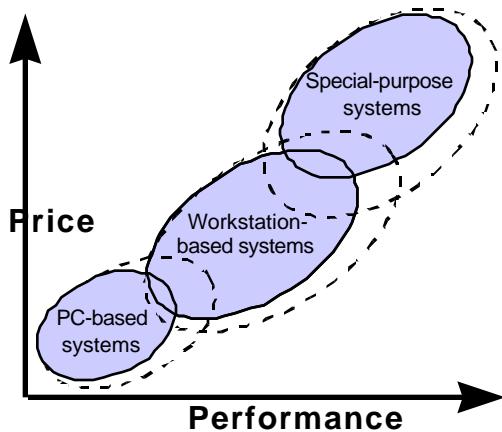 Special-purpose
systems
Price
Workstation-
based systems
PC-based
systems
Performance